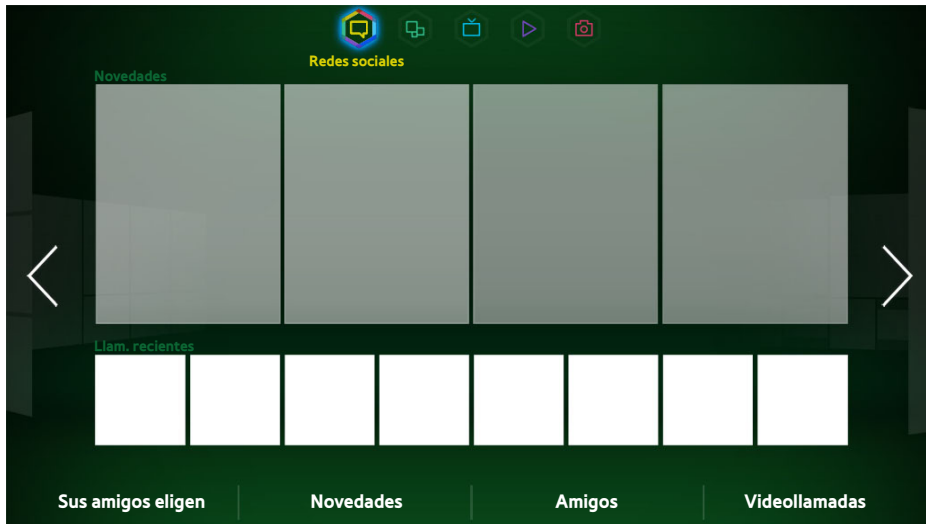 Redes sociales
Novedades
Llam. recientes
Sus amigos eligen
Novedades
Amigos
Videollamadas